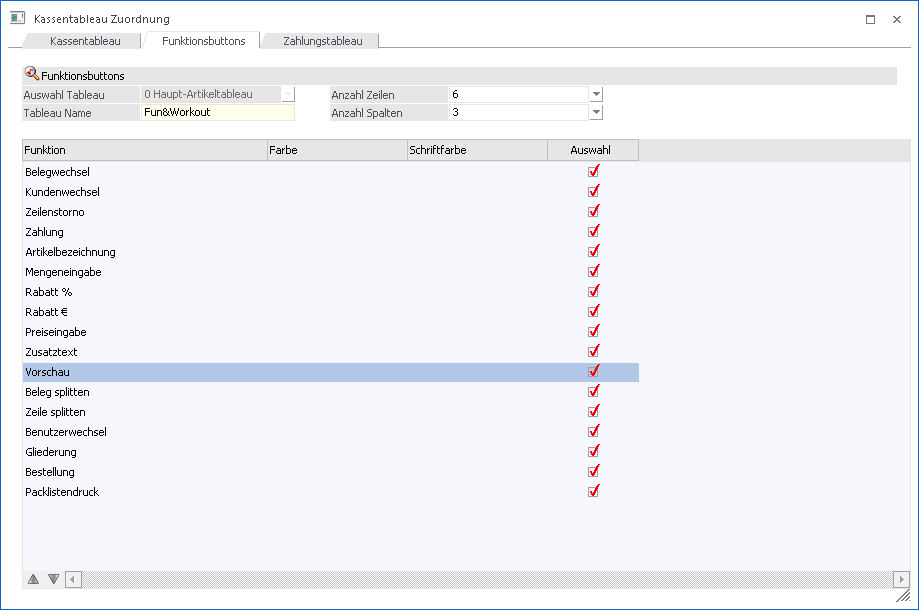 Kassentableau Zuordnung
Kassentableau Funktionsbuttons Zahlungstableau
Funktionsbuttons
Auswahl Tableau 0 Haupt-Artikeltableau Anzahl Zeilen 6
Tableau Name Fun&Workout Anzahl Spalten 3
Funktion Farbe Schriftfarbe Auswahl
Belegwechsel
Kundenwechsel
Zeilenstorno
Zahlung
Artikelbezeichnung
Mengeneingabe
Rabatt %
Rabatt €
Preiseingabe
Zusatztext
Vorschau
Beleg splitten
Zeile splitten
Benutzerwechsel
Gliederung
Bestellung
Packlistendruck